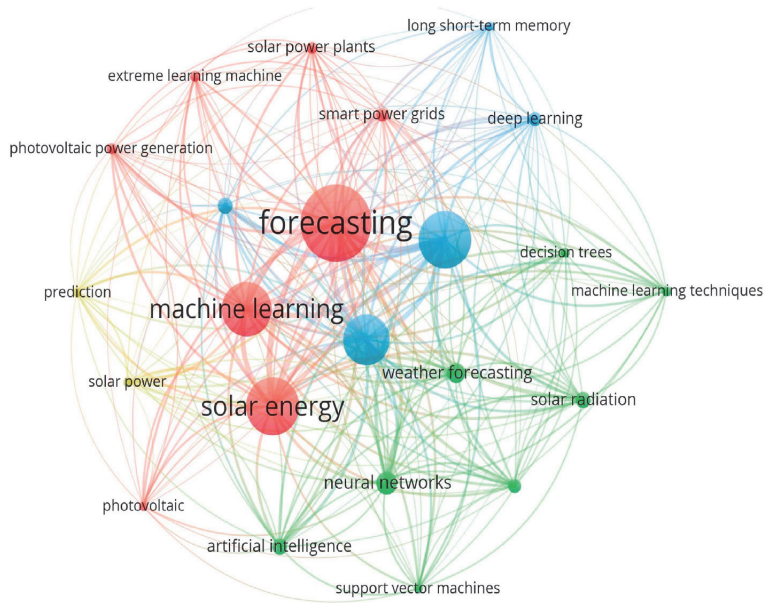 long short-term memory
solar power plants
extreme learning machine
smart power grids
deep learning
photovoltaic power generation
forecasting
decision trees
prediction
machine learning techniques
machine learning
weather forecasting
solar power
solar energy
solar radiation
neural networks
photovoltaic
artificial intelligence
support vector machines